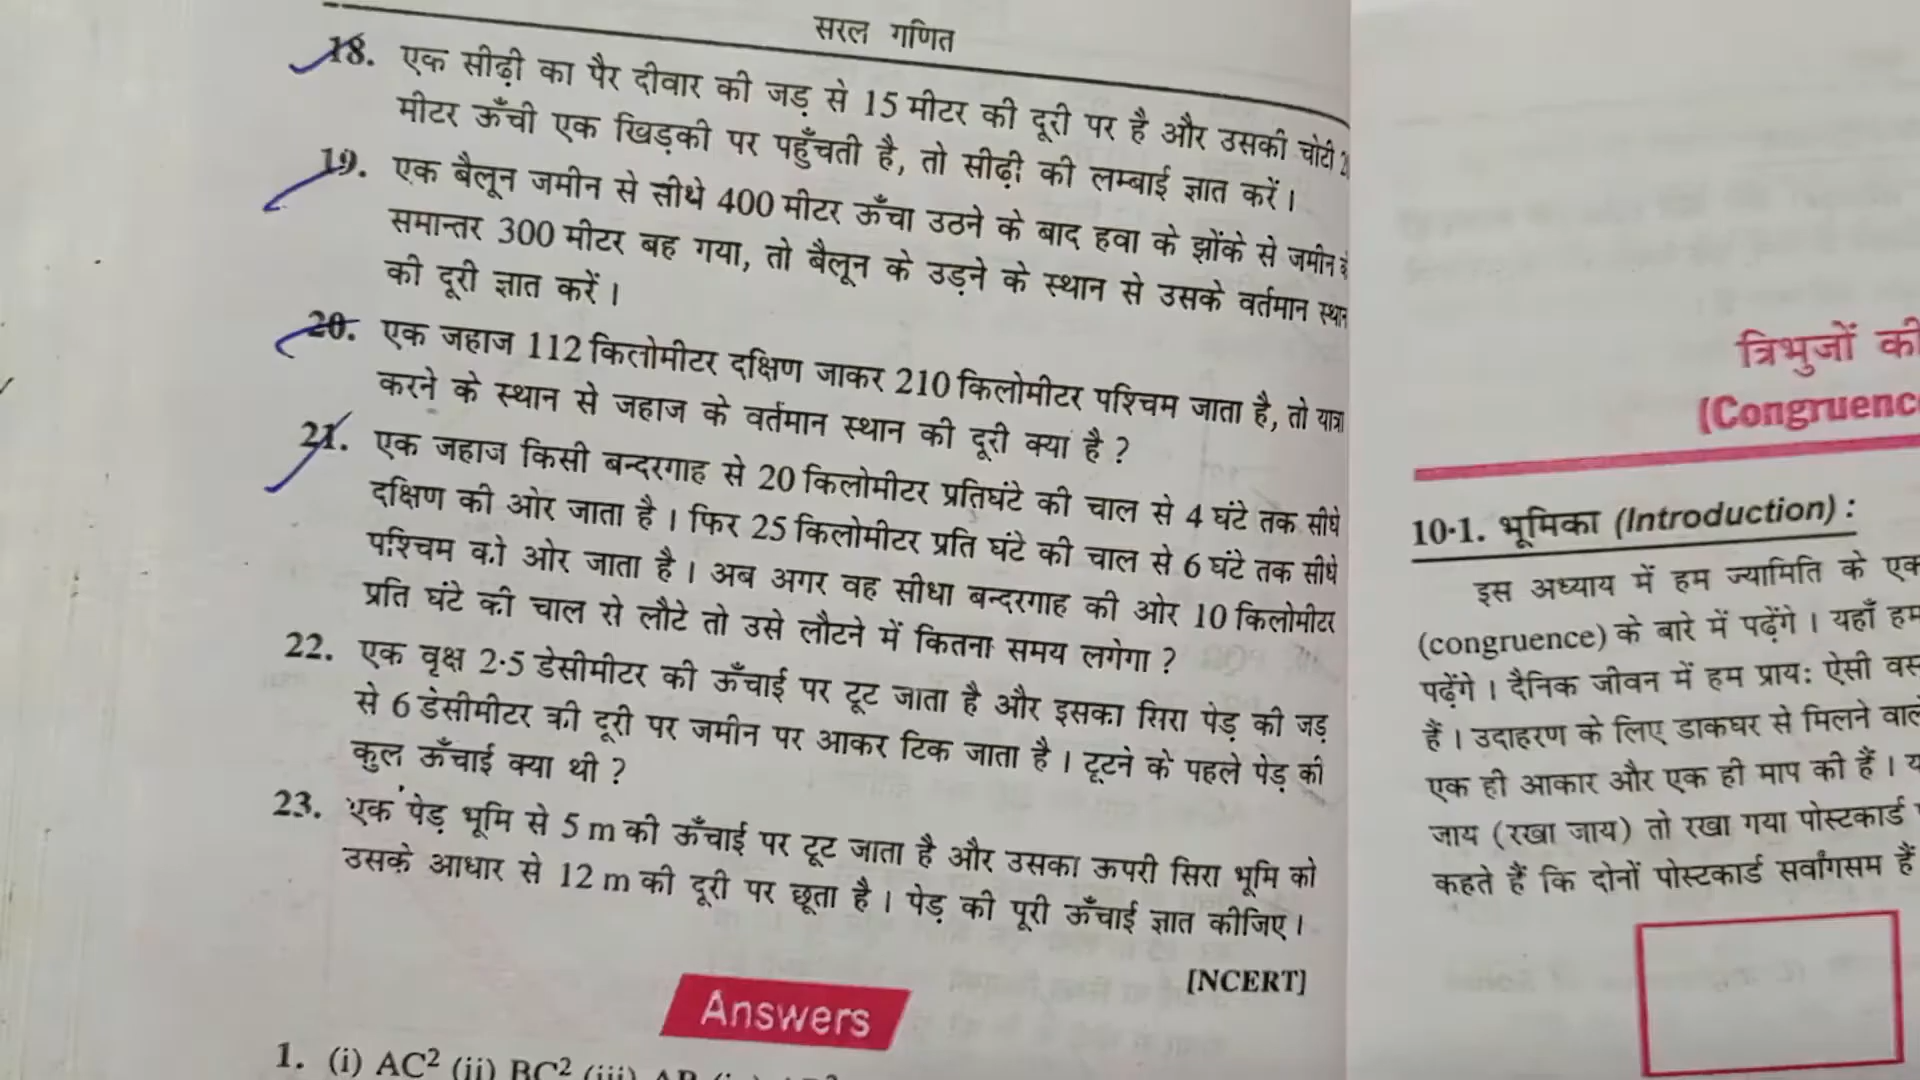 सरल गणित
18. एक सीढ़ी का पैर दीवार की जड़ से 15 मीटर की दूरी पर है और उसकी चोटी
मीटर ऊँची एक खिड़की पर पहुँचती है, तो सीढ़ी की लम्बाई ज्ञात करें।
19. एक बैलून जमीन से सीधे 400 मीटर ऊँचा उठने के बाद हवा के झोंके से जमीन के
समान्तर 300 मीटर बह गया, तो बैलून के उड़ने के स्थान से उसके वर्तमान स्थान
की दूरी ज्ञात करें।
20. एक जहाज 112 किलोमीटर दक्षिण जाकर 210 किलोमीटर पश्चिम जाता है, तो यात्रा
करने के स्थान से जहाज के वर्तमान स्थान की दूरी क्या है ?
21. एक जहाज किसी बन्दरगाह से 20 किलोमीटर प्रतिघंटे की चाल से 4 घंटे तक सीधे
दक्षिण की ओर जाता है। फिर 25 किलोमीटर प्रति घंटे की चाल से 6 घंटे तक सीधे
पश्चिम की ओर जाता है। अब अगर वह सीधा बन्दरगाह की ओर 10 किलोमीटर
प्रति घंटे की चाल से लौटे तो उसे लौटने में कितना समय लगेगा ?
22. एक वृक्ष 2·5 डेसीमीटर की ऊँचाई पर टूट जाता है और इसका सिरा पेड़ की जड़
से 6 डेसीमीटर की दूरी पर जमीन पर आकर टिक जाता है। टूटने के पहले पेड़ की
कुल ऊँचाई क्या थी ?
23. एक पेड़ भूमि से 5 m की ऊँचाई पर टूट जाता है और उसका ऊपरी सिरा भूमि को
उसके आधार से 12 m की दूरी पर छूता है। पेड़ की पूरी ऊँचाई ज्ञात कीजिए।
[NCERT]
Answers
1. (i) AC² (ii) BC² (iii)
त्रिभुजों की
(Congruenc
10·1. भूमिका (Introduction) :
इस अध्याय में हम ज्यामिति के एक
(congruence) के बारे में पढ़ेंगे। यहाँ हम
पढ़ेंगे। दैनिक जीवन में हम प्राय: ऐसी
हैं। उदाहरण के लिए डाकघर से मिलने वाले
एक ही आकार और एक ही माप की हैं।
जाय (रखा जाय) तो रखा गया पोस्टकार्ड
कहते हैं कि दोनों पोस्टकार्ड सर्वांगसम हैं